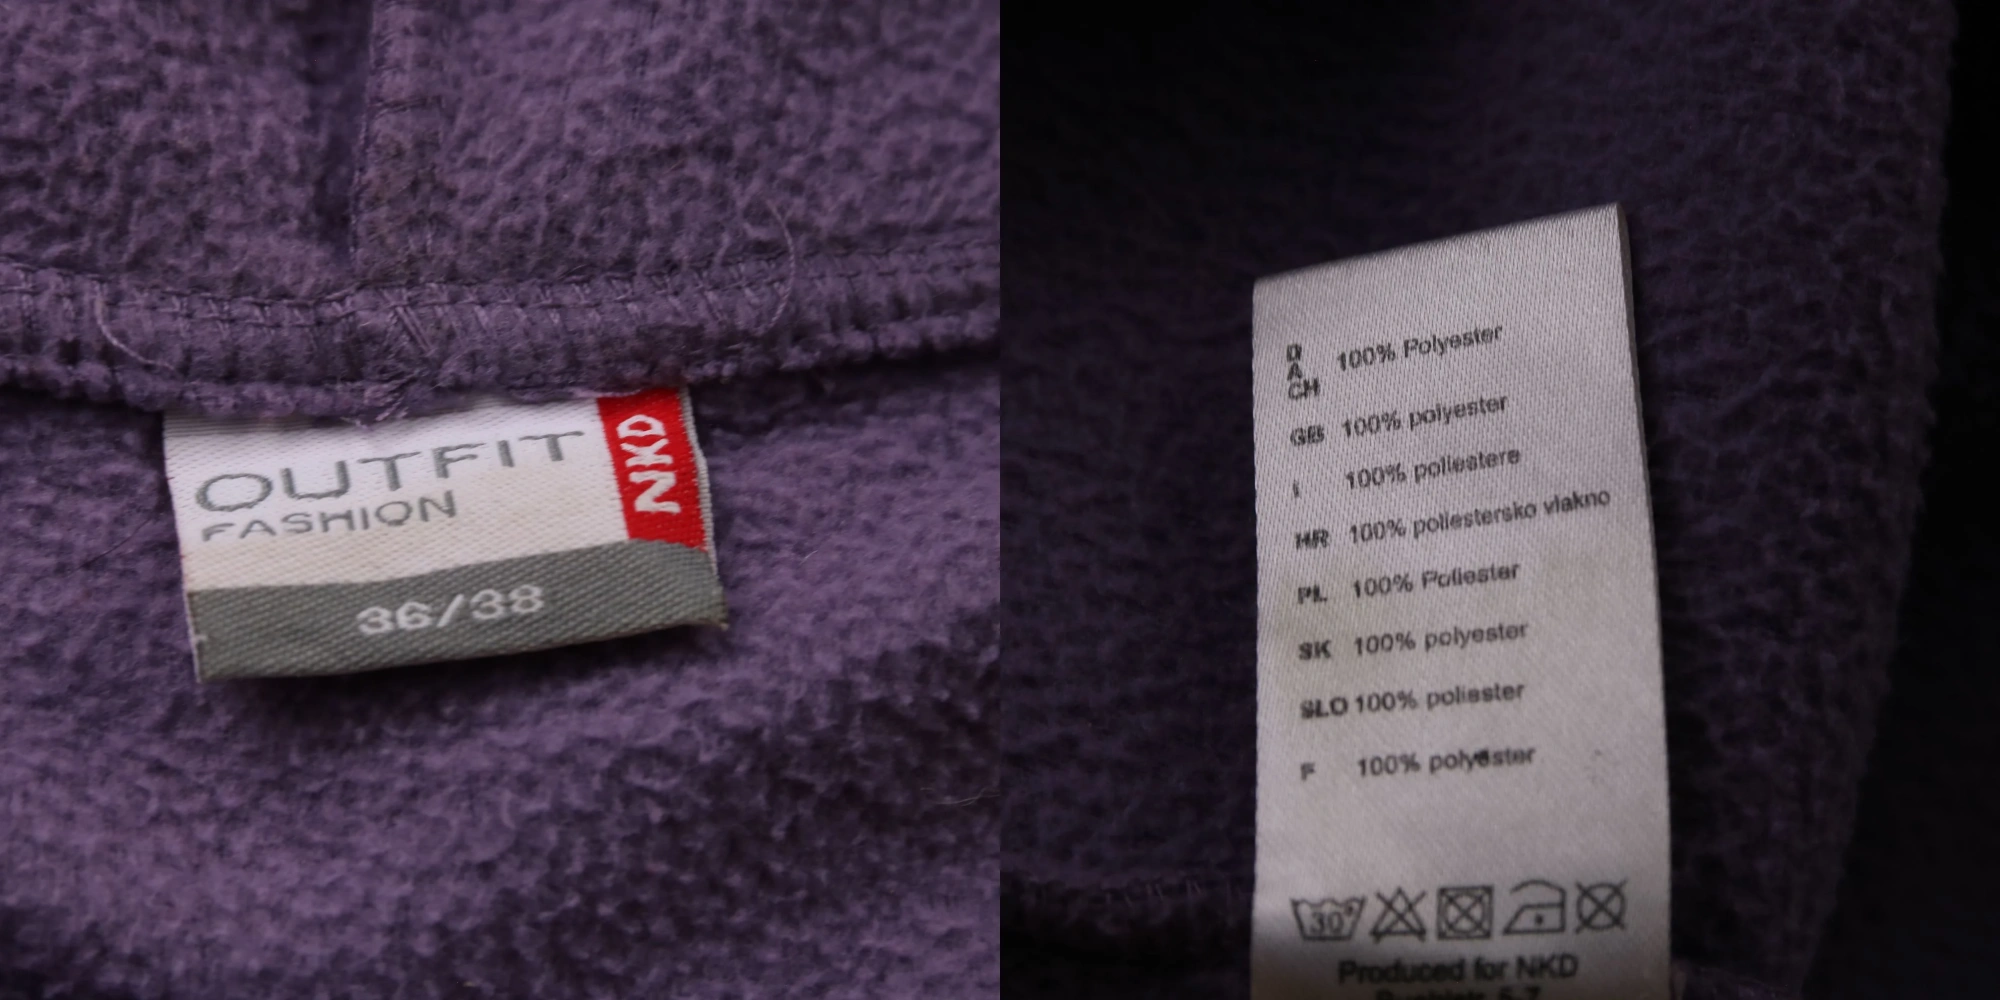 OUTFIT
FASHION
NKD
36/38
D
A
CH 100% Polyester
GB 100% polyester
I 100% poliestere
HR 100% poliestersko vlakno
PL 100% Poliester
SK 100% polyester
SLO 100% poliester
F 100% polyester
30°
Produced for NKD